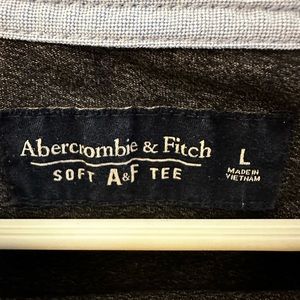 Abercrombie & Fitch
SOFT A&F TEE
L
MADE IN
VIETNAM